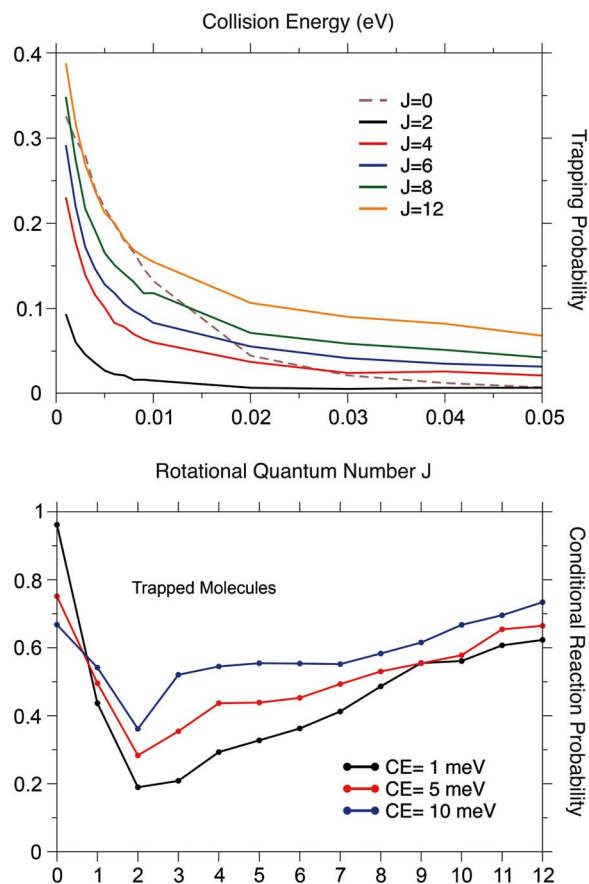 Collision Energy (eV)
0.4
0.3
0.2
0.1
0
J=0
J=2
J=4
J=6
J=8
J=12
Trapping Probability
0 0.01 0.02 0.03 0.04 0.05
Rotational Quantum Number J
1
0.8
0.6
0.4
0.2
0
Trapped Molecules
CE= 1 meV
CE= 5 meV
CE= 10 meV
Conditional Reaction Probability
0 1 2 3 4 5 6 7 8 9 10 11 12